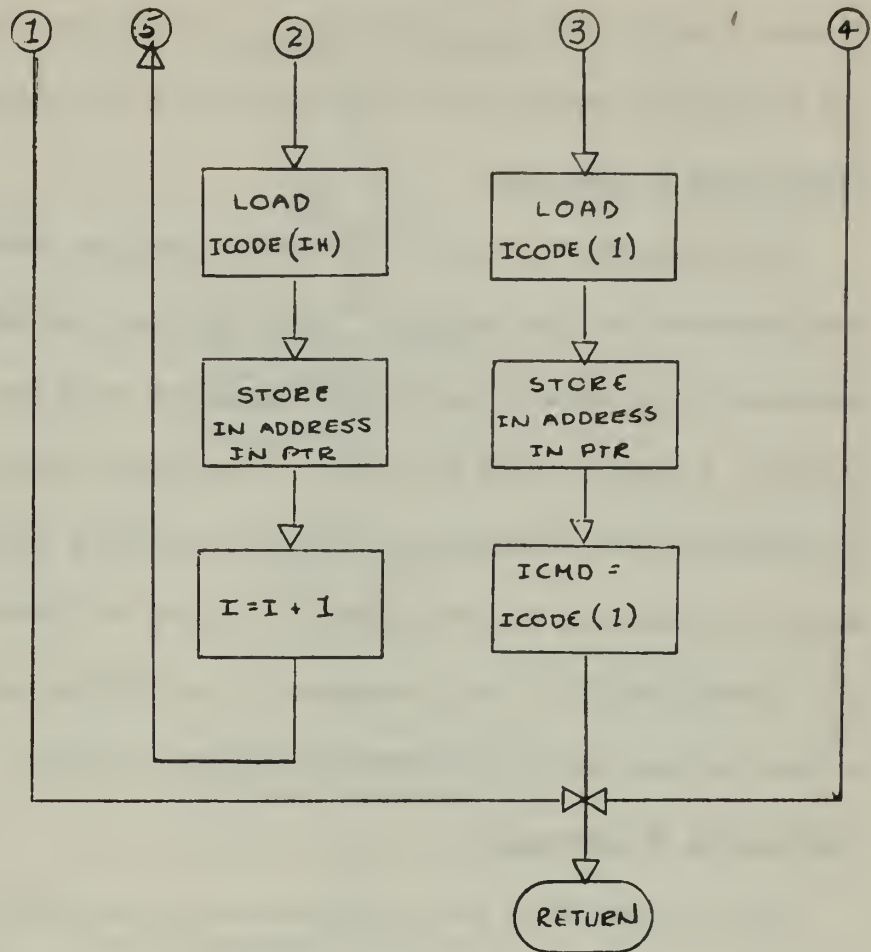 1
5
2
3
4
LOAD
ICODE (IH)
STORE
IN ADDRESS
IN PTR
I = I + 1
LOAD
ICODE ( 1 )
STORE
IN ADDRESS
IN PTR
ICMD =
ICODE ( 1 )
RETURN